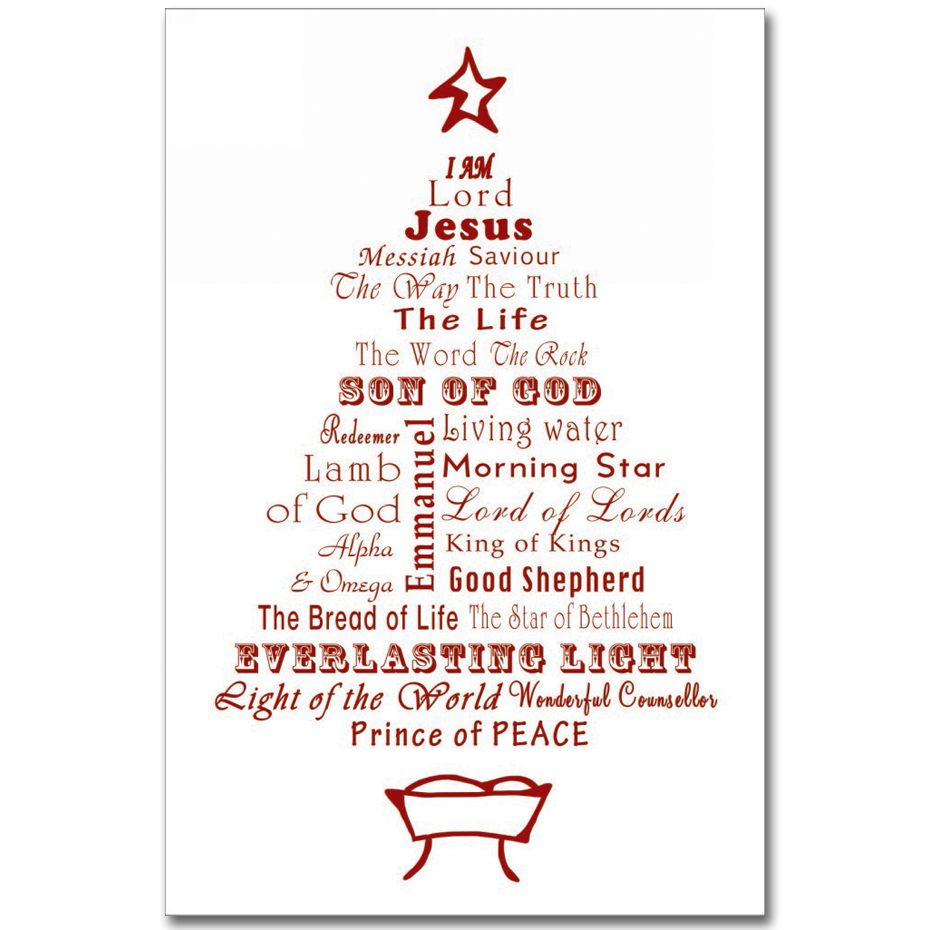 I AM
Lord
Jesus
Messiah Saviour
The Way The Truth
The Life
The Word The Rock
SON OF GOD
Redeemer
Lamb
of God
Alpha
& Omega
Emmanuel
Living water
Morning Star
Lord of Lords
King of Kings
Good Shepherd
The Bread of Life The Star of Bethlehem
EVERLASTING LIGHT
Light of the World Wonderful Counsellor
Prince of PEACE